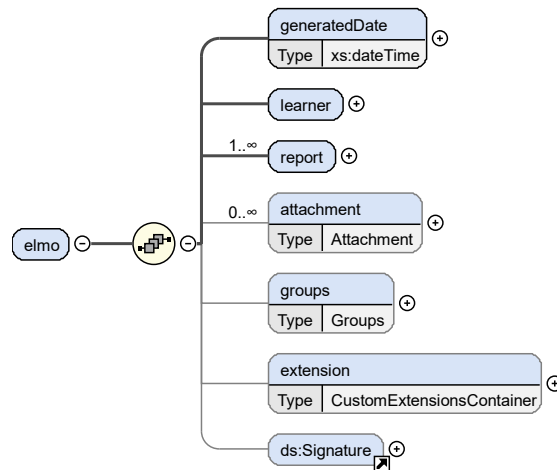 generatedDate
Type xs:dateTime
learner
1..∞
report
0..∞
attachment
Type Attachment
elmo
groups
Type Groups
extension
Type CustomExtensionsContainer
ds:Signature